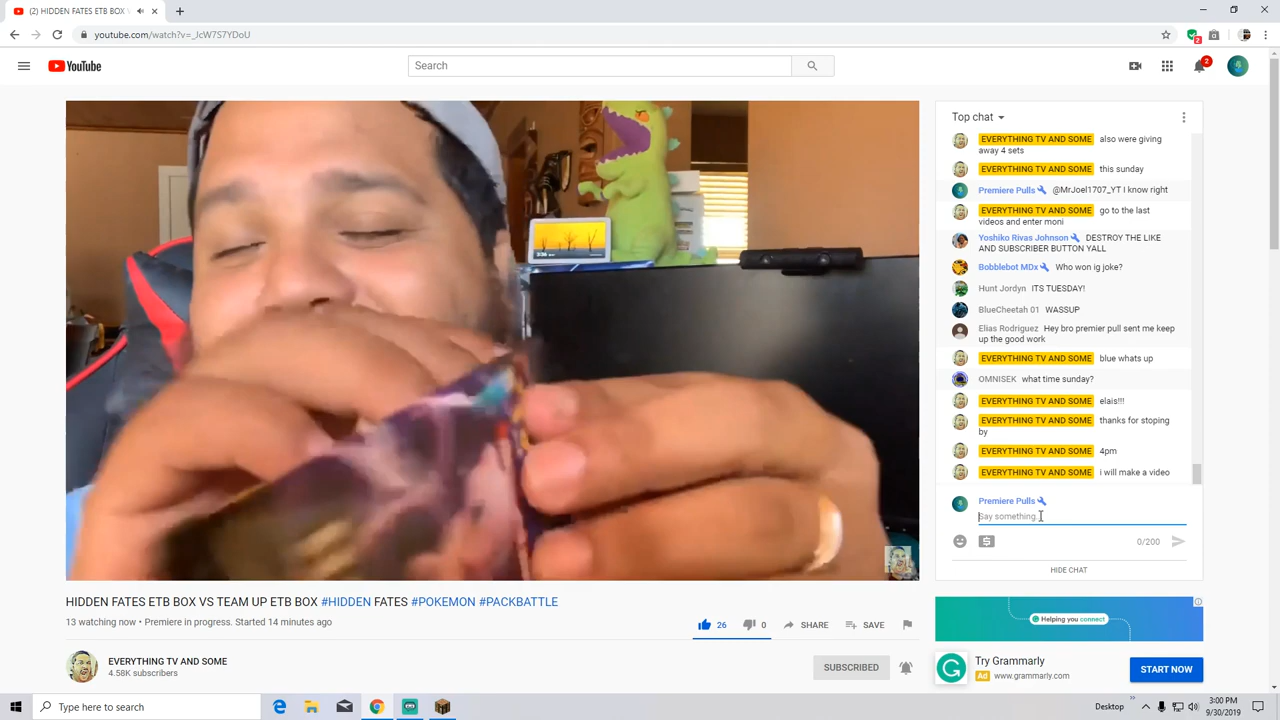 (2) HIDDEN FATES ETB BOX V
youtube.com/watch?v=_JcW7S7YDoU
2
YouTube
Search
2
3:36
Top chat
EVERYTHING TV AND SOME also were giving
away 4 sets
EVERYTHING TV AND SOME this sunday
Premiere Pulls @MrJoel1707_YT I know right
EVERYTHING TV AND SOME go to the last
videos and enter moni
Yoshiko Rivas Johnson DESTROY THE LIKE
AND SUBSCRIBER BUTTON YALL
Bobblebot MDx Who won ig joke?
Hunt Jordyn ITS TUESDAY!
BlueCheetah 01 WASSUP
Elias Rodriguez Hey bro premier pull sent me keep
up the good work
EVERYTHING TV AND SOME blue whats up
OMNISEK what time sunday?
EVERYTHING TV AND SOME elais!!!
EVERYTHING TV AND SOME thanks for stoping
by
EVERYTHING TV AND SOME 4pm
EVERYTHING TV AND SOME i will make a video
Premiere Pulls
Say something...
0/200
HIDE CHAT
HIDDEN FATES ETB BOX VS TEAM UP ETB BOX #HIDDEN FATES #POKEMON #PACKBATTLE
13 watching now • Premiere in progress. Started 14 minutes ago
26
0
SHARE
SAVE
EVERYTHING TV AND SOME
4.58K subscribers
SUBSCRIBED
Helping you connect
Try Grammarly
Ad www.grammarly.com
START NOW
Type here to search
Desktop
3:00 PM
9/30/2019